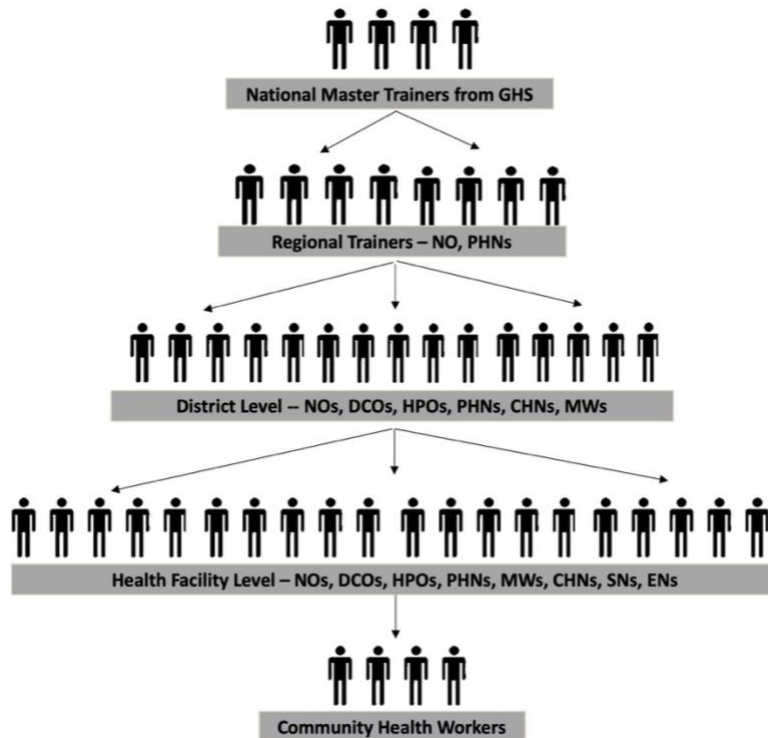 National Master Trainers from GHS
Regional Trainers – NO, PHNs
District Level -- NOs, DCOs, HPOs, PHNs, CHNs, MWs
Health Facility Level – NOs, DCOs, HPOs, PHNs, MWs, CHNs, SNs, ENs
Community Health Workers